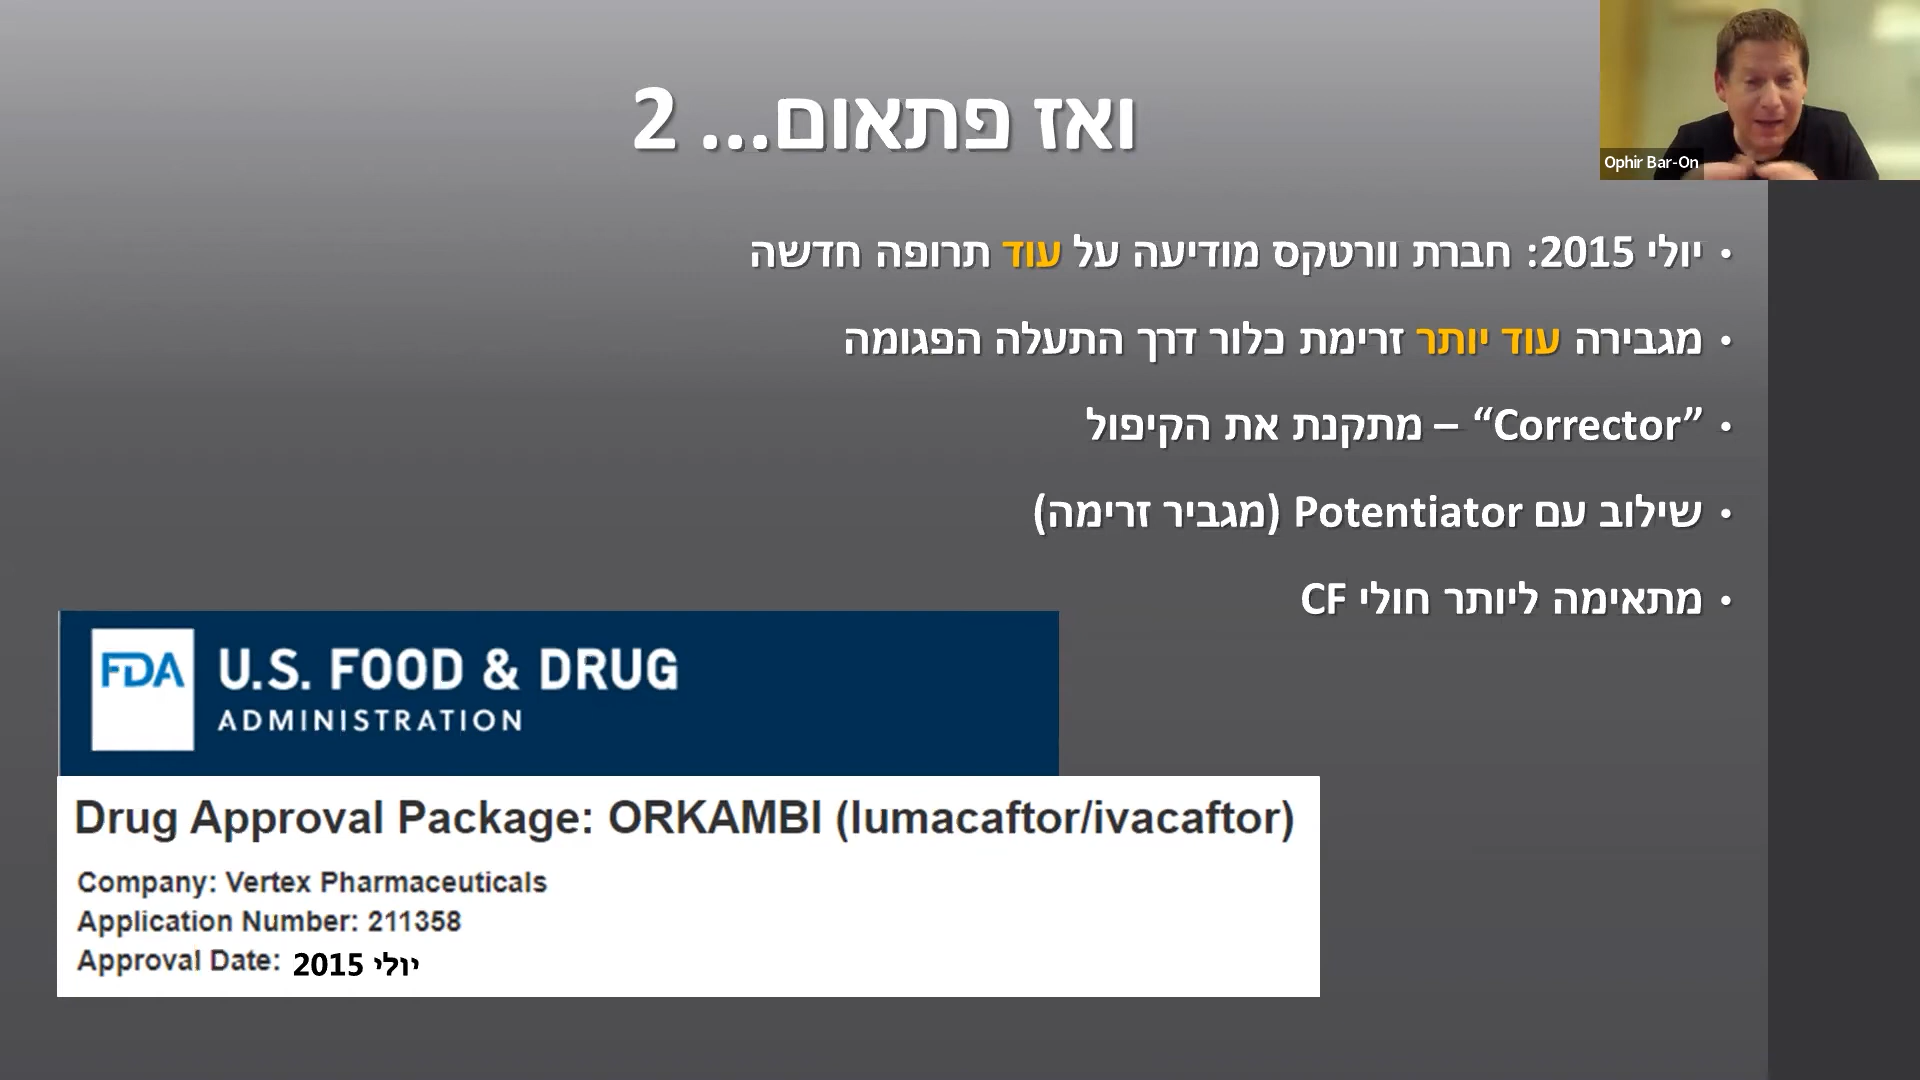 ואז פתאום... 2
Ophir Bar-On
• יולי 2015: חברת וורטקס מודיעה על עוד תרופה חדשה
• מגבירה עוד יותר זרימת כלור דרך התעלה הפגומה
• ”Corrector“ – מתקנת את הקיפול
• שילוב עם Potentiator (מגביר זרימה)
• מתאימה ליותר חולי CF
FDA
U.S. FOOD & DRUG
ADMINISTRATION
Drug Approval Package: ORKAMBI (lumacaftor/ivacaftor)
Company: Vertex Pharmaceuticals
Application Number: 211358
Approval Date: יולי 2015